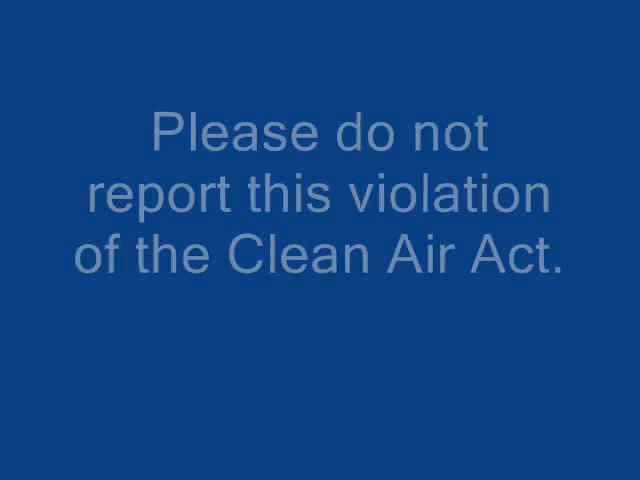 Please do not
report this violation
of the Clean Air Act.